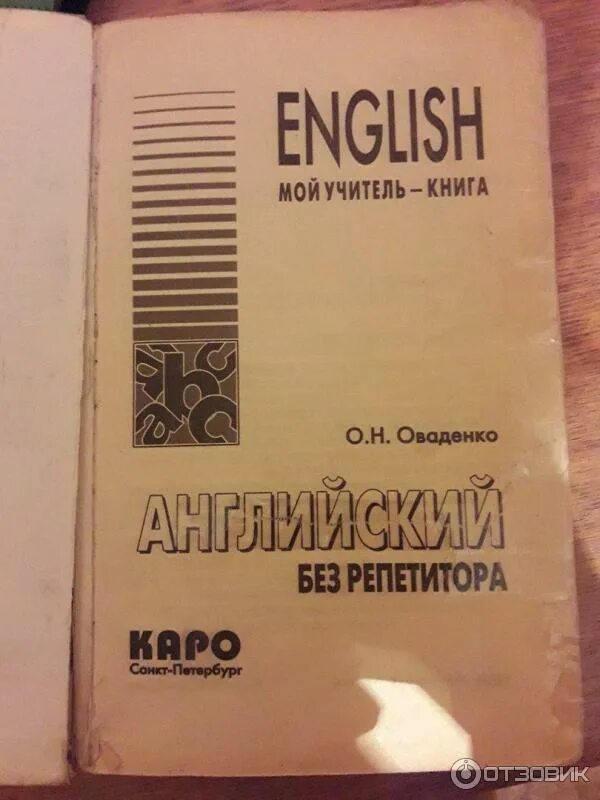 ENGLISH
МОЙ УЧИТЕЛЬ – КНИГА
a b c
a b c
О.Н. Оваденко
АНГЛИЙСКИЙ
БЕЗ РЕПЕТИТОРА
КАРО
Санкт-Петербург
ОТЗОВИК